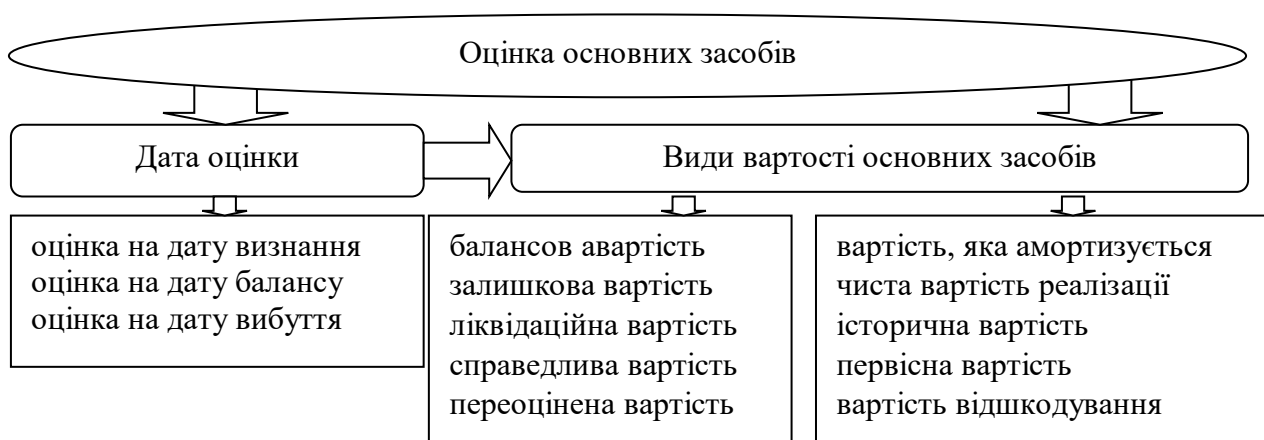 Оцінка основних засобів
Дата оцінки
Види вартості основних засобів
оцінка на дату визнання
оцінка на дату балансу
оцінка на дату вибуття
балансов авартість
залишкова вартість
ліквідаційна вартість
справедлива вартість
переоцінена вартість
вартість, яка амортизується
чиста вартість реалізації
історична вартість
первісна вартість
вартість відшкодування